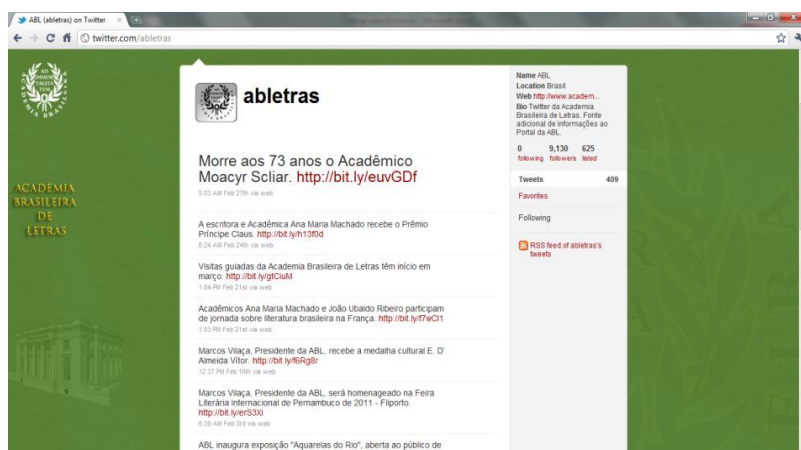 ABL (abletras) on Twitter
twitter.com/abletras
ACADEMIA
BRASILEIRA
DE
LETRAS
abletras
Morre aos 73 anos o Acadêmico
Moacyr Scliar. http://bit.ly/euvGDf
5:03 AM Feb 27th via web
A escritora e Acadêmica Ana Maria Machado recebe o Prêmio
Príncipe Claus. http://bit.ly/h13f0d
6:24 AM Feb 24th via web
Visitas guiadas da Academia Brasileira de Letras têm início em
março. http://bit.ly/gtCiuM
1:04 PM Feb 21st via web
Acadêmicos Ana Maria Machado e João Ubaldo Ribeiro participam
de jornada sobre literatura brasileira na França. http://bit.ly/f7wCl1
1:03 PM Feb 21st via web
Marcos Vilaça, Presidente da ABL, recebe a medalha cultural E. D'
Almeida Vítor. http://bit.ly/f6Rg8r
12:37 PM Feb 16th via web
Marcos Vilaça, Presidente da ABL, será homenageado na Feira
Literária Internacional de Pernambuco de 2011 - Fliporto.
http://bit.ly/erS3Xi
9:39 AM Feb 3rd via web
ABL inaugura exposição "Aquarelas do Rio", aberta ao público de
Name ABL
Location Brasil
Web http://www.academ...
Bio Twitter da Academia
Brasileira de Letras. Fonte
adicional de informações ao
Portal da ABL.
0 9,130 625
following followers listed
Tweets 409
Favorites
Following
RSS feed of abletras's
tweets